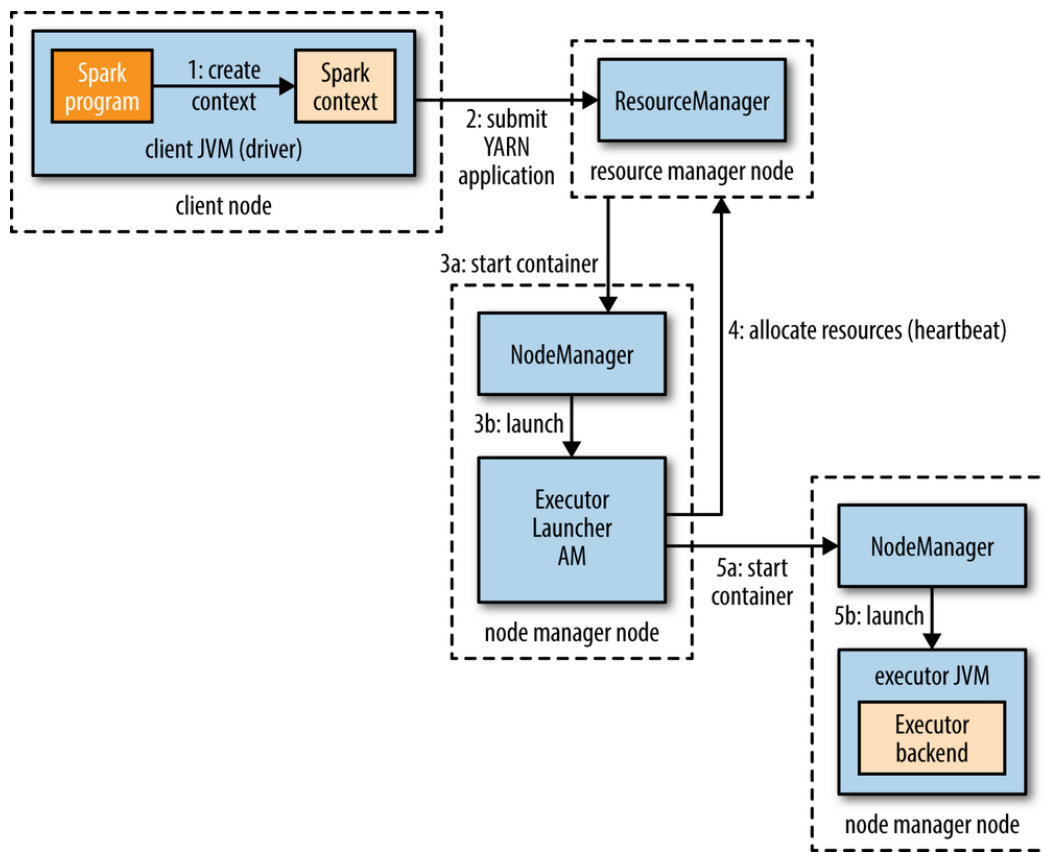 Spark
program
1: create
context
Spark
context
client JVM (driver)
client node
2: submit
YARN
application
ResourceManager
resource manager node
3a: start container
NodeManager
3b: launch
Executor
Launcher
AM
node manager node
4: allocate resources (heartbeat)
5a: start
container
NodeManager
5b: launch
executor JVM
Executor
backend
node manager node